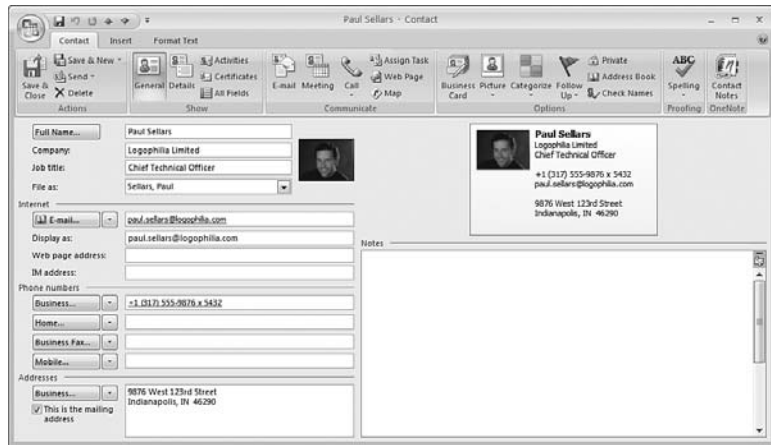 Paul Sellars - Contact
Contact Insert Format Text
Save & Close
Save & New
Send
Delete
Actions
General
Details
Activities
Certificates
All Fields
Show
E-mail
Meeting
Call
Assign Task
Web Page
Map
Communicate
Business Card
Picture
Categorize
Follow Up
Private
Address Book
Check Names
Options
ABC
Spelling
Proofing
Contact Notes
OneNote
Full Name... Paul Sellars
Company: Logophilia Limited
Job title: Chief Technical Officer
File as: Sellars, Paul
Internet
E-mail... paul.sellars@logophilia.com
Display as: paul.sellars@logophilia.com
Web page address:
IM address:
Phone numbers
Business... +1 (317) 555-9876 x 5432
Home...
Business Fax...
Mobile...
Addresses
Business... 9876 West 123rd Street
Indianapolis, IN 46290
This is the mailing
address
Paul Sellars
Logophilia Limited
Chief Technical Officer
+1 (317) 555-9876 x 5432
paul.sellars@logophilia.com
9876 West 123rd Street
Indianapolis, IN 46290
Notes